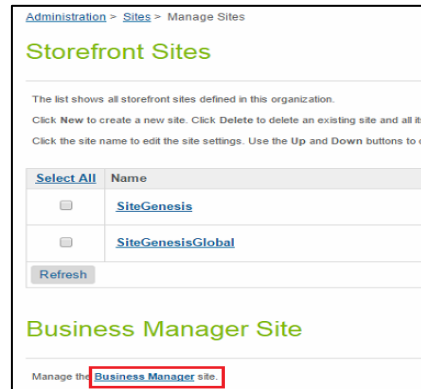 Administration > Sites > Manage Sites
Storefront Sites
The list shows all storefront sites defined in this organization.
Click New to create a new site. Click Delete to delete an existing site and all it
Click the site name to edit the site settings. Use the Up and Down buttons to
Select All Name
SiteGenesis
SiteGenesisGlobal
Refresh
Business Manager Site
Manage the Business Manager site.